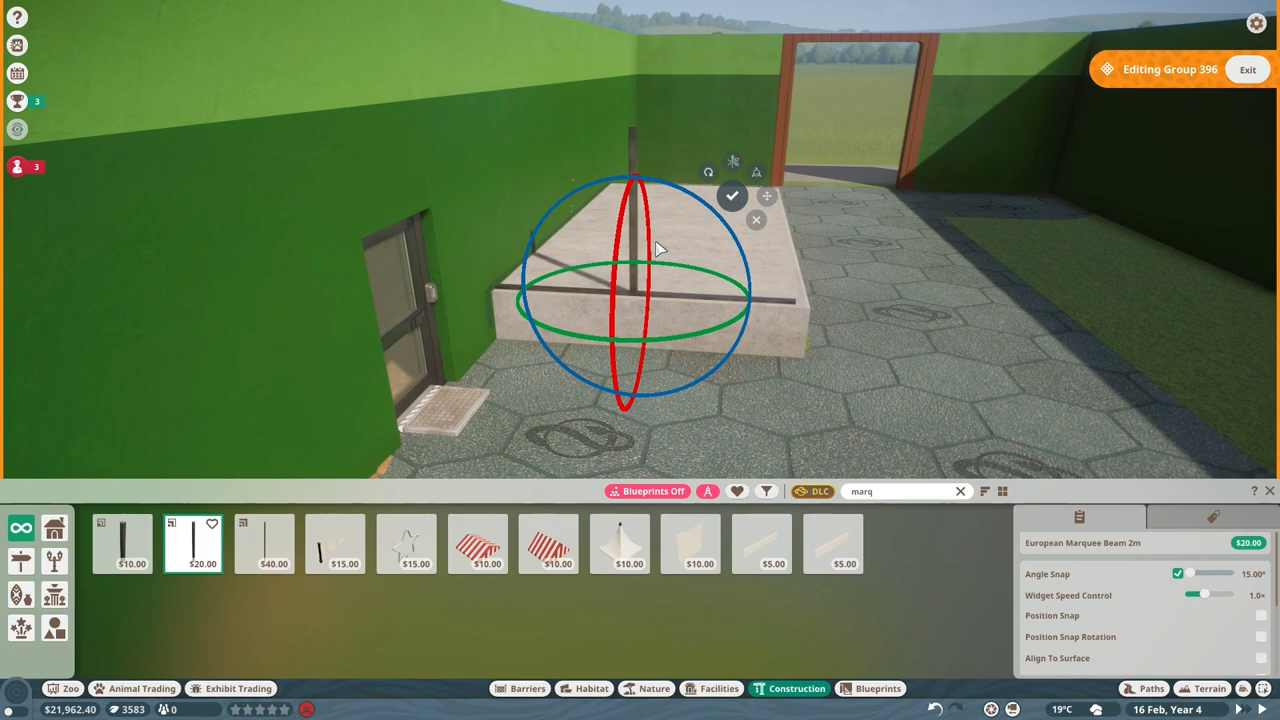 ?
Editing Group 396
Exit
3
3
Blueprints Off
DLC
marq
?
$10.00
$20.00
$40.00
$15.00
$15.00
$10.00
$10.00
$10.00
$10.00
$5.00
$5.00
European Marquee Beam 2m
$20.00
Angle Snap
15.00°
Widget Speed Control
1.0×
Position Snap
Position Snap Rotation
Align To Surface
Zoo
Animal Trading
Exhibit Trading
Barriers
Habitat
Nature
Facilities
Construction
Blueprints
Paths
Terrain
$21,962.40
3583
0
19°C
16 Feb, Year 4